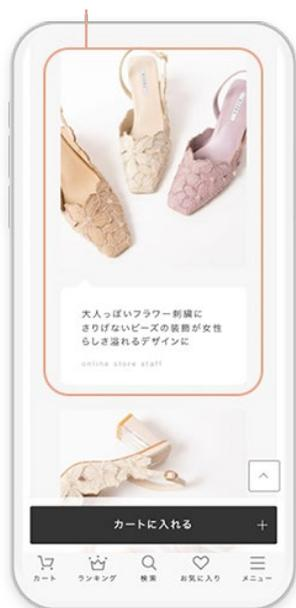 大人っぽいフラワー刺繍に
さりげないビーズの装飾が女性
らしさ溢れるデザインに
online store staff
カートに入れる
カート ランキング 検索 お気に入り メニュー